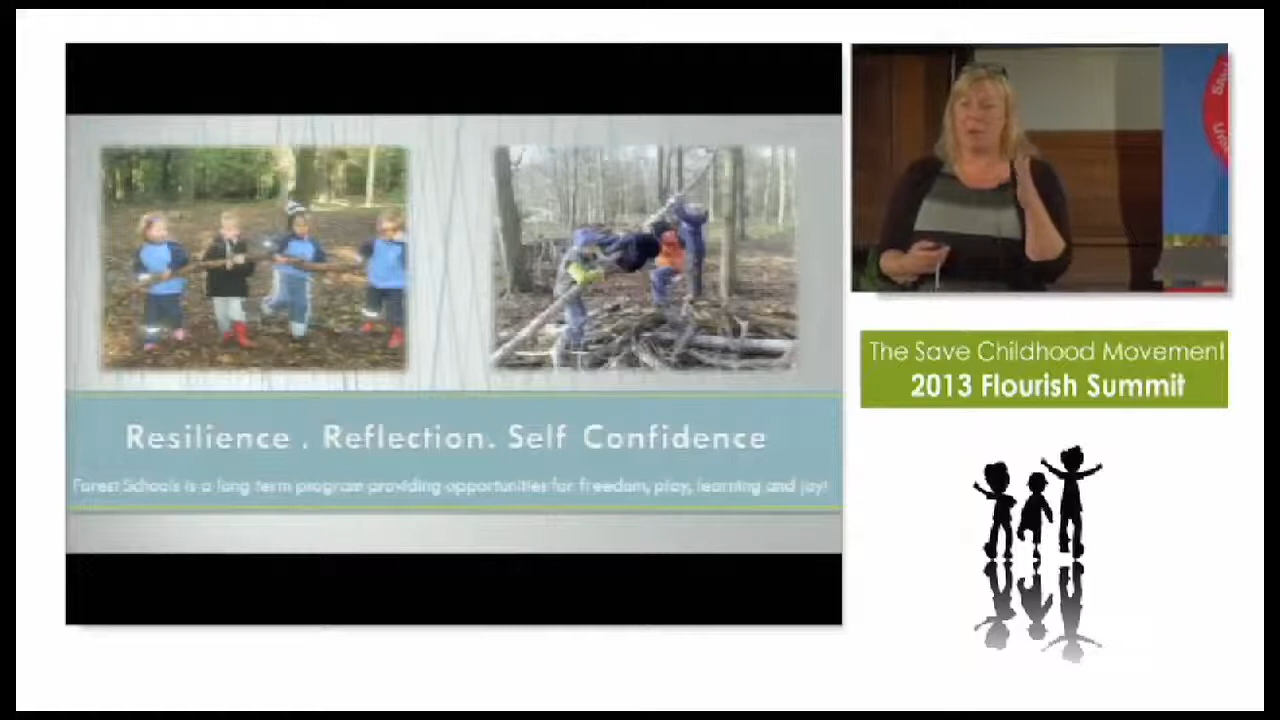 Resilience . Reflection. Self Confidence
Forest Schools is a long term program providing opportunities for freedom, play, learning and joy!
The Save Childhood Movement
2013 Flourish Summit